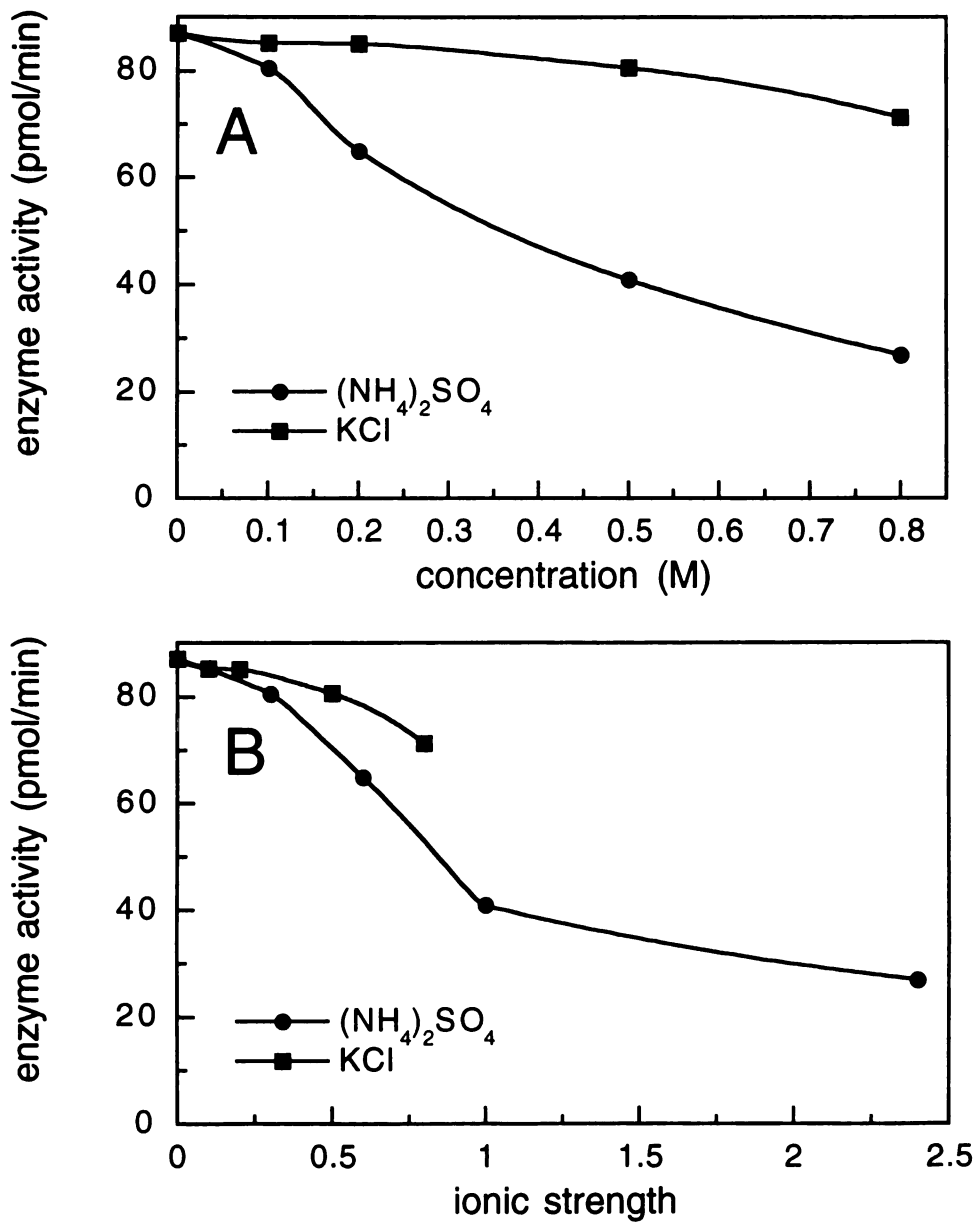 enzyme activity (pmol/min)
80
60
40
20
0
A
(NH₄)₂SO₄
KCl
0 0.1 0.2 0.3 0.4 0.5 0.6 0.7 0.8
concentration (M)
enzyme activity (pmol/min)
80
60
40
20
0
B
(NH₄)₂SO₄
KCl
0 0.5 1 1.5 2 2.5
ionic strength